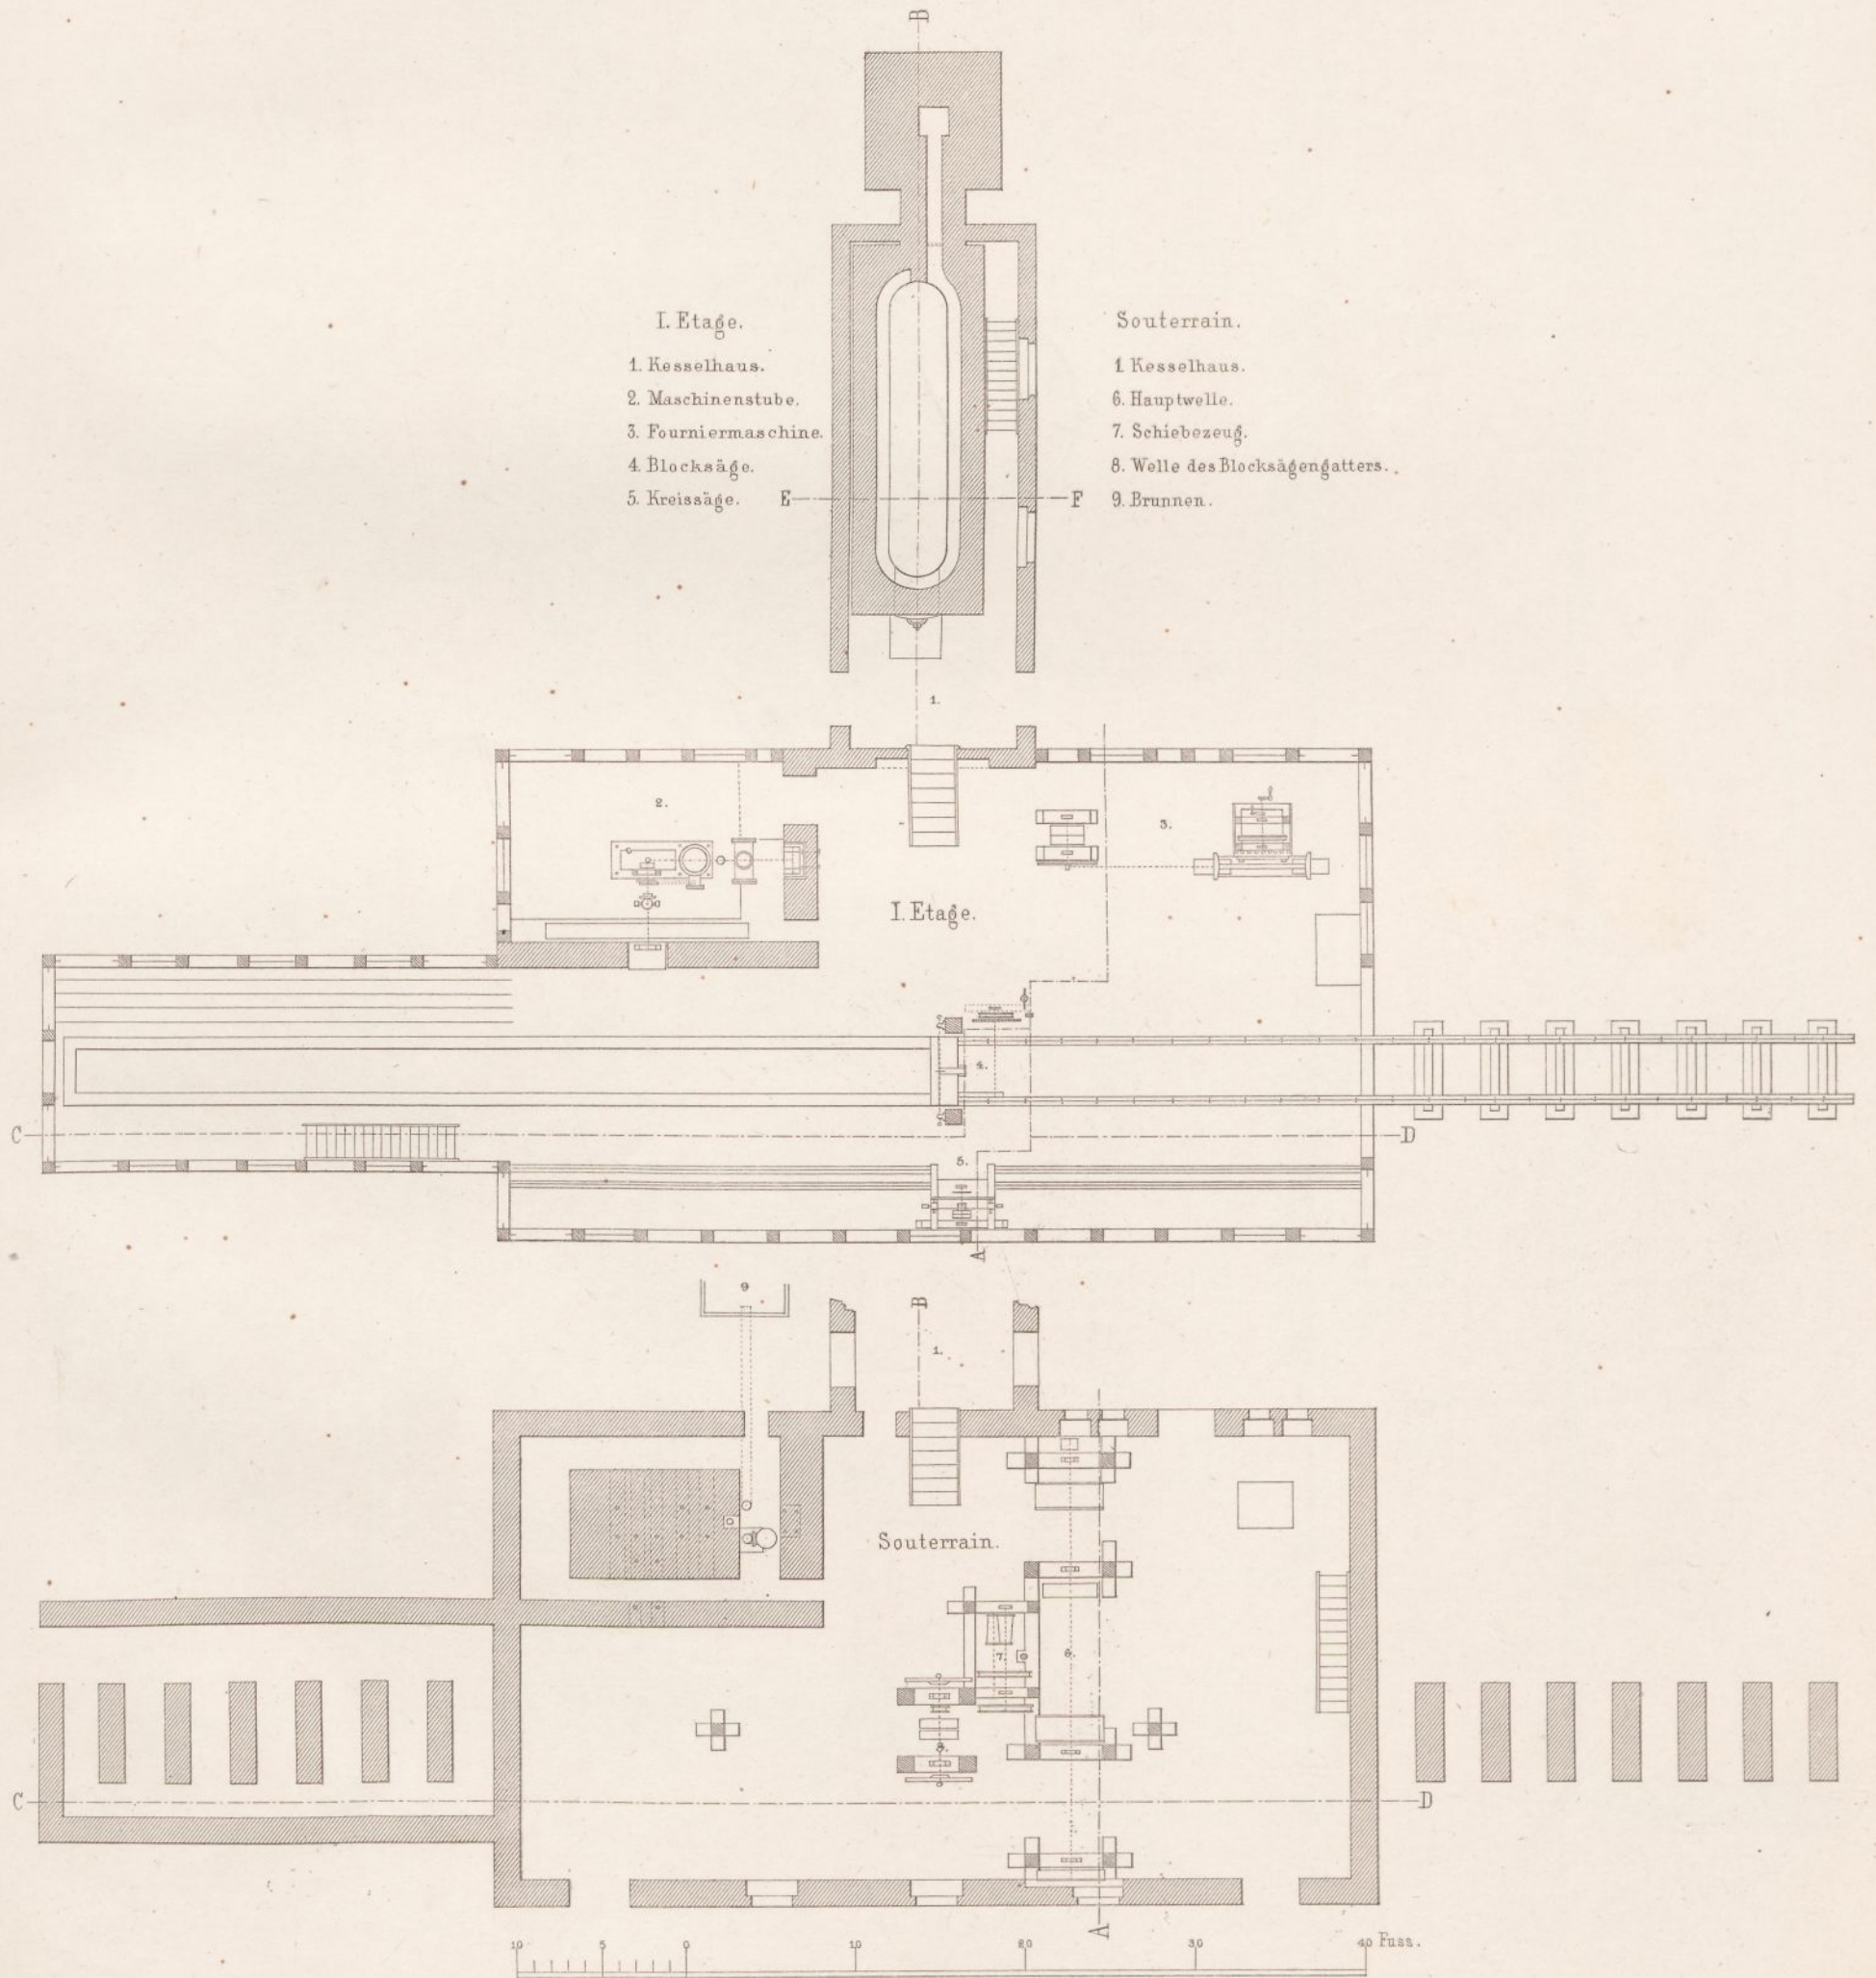 B
I. Etage.
1. Kesselhaus.
2. Maschinenstube.
3. Fourniermaschine.
4. Blocksäge.
5. Kreissäge.
Souterrain.
1 Kesselhaus.
6. Hauptwelle.
7. Schiebezeug.
8. Welle des Blocksägengatters.
9. Brunnen.
E
F
1.
2.
3.
I. Etage.
4.
C
D
5.
A
9
B
1.
Souterrain.
7.
6.
8.
C
D
A
10 5 0 10 20 30 40 Fuss.